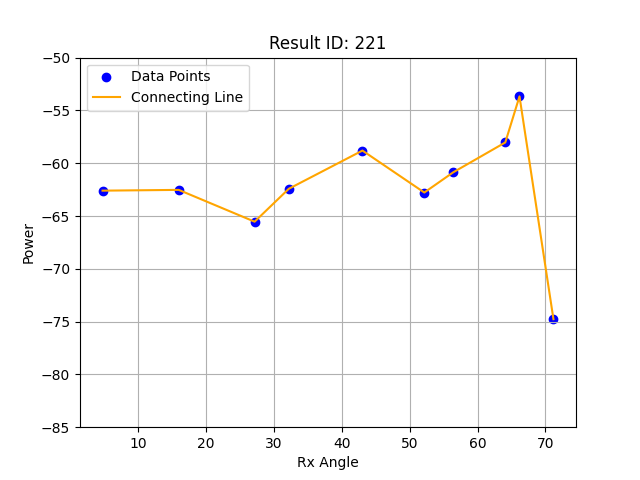 Result ID: 221
Data Points
Connecting Line
Power
−50
−55
−60
−65
−70
−75
−80
−85
10 20 30 40 50 60 70
Rx Angle